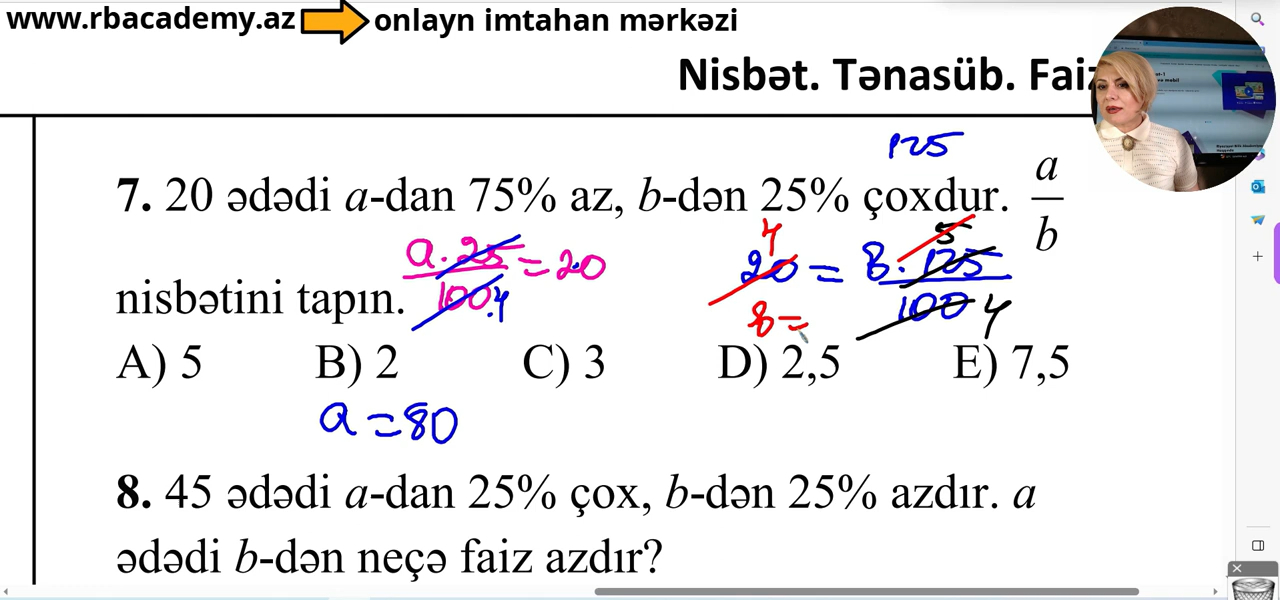 www.rbacademy.az onlayn imtahan mərkəzi
Nisbət. Tənasüb. Faiz
125
7. 20 ədədi a-dan 75% az, b-dən 25% çoxdur. a/b
a·25/100 = 20
4
4 5
20 = B·125/100
4
nisbətini tapın.
8=
A) 5 B) 2 C) 3 D) 2,5 E) 7,5
a=80
8. 45 ədədi a-dan 25% çox, b-dən 25% azdır. a
ədədi b-dən neçə faiz azdır?